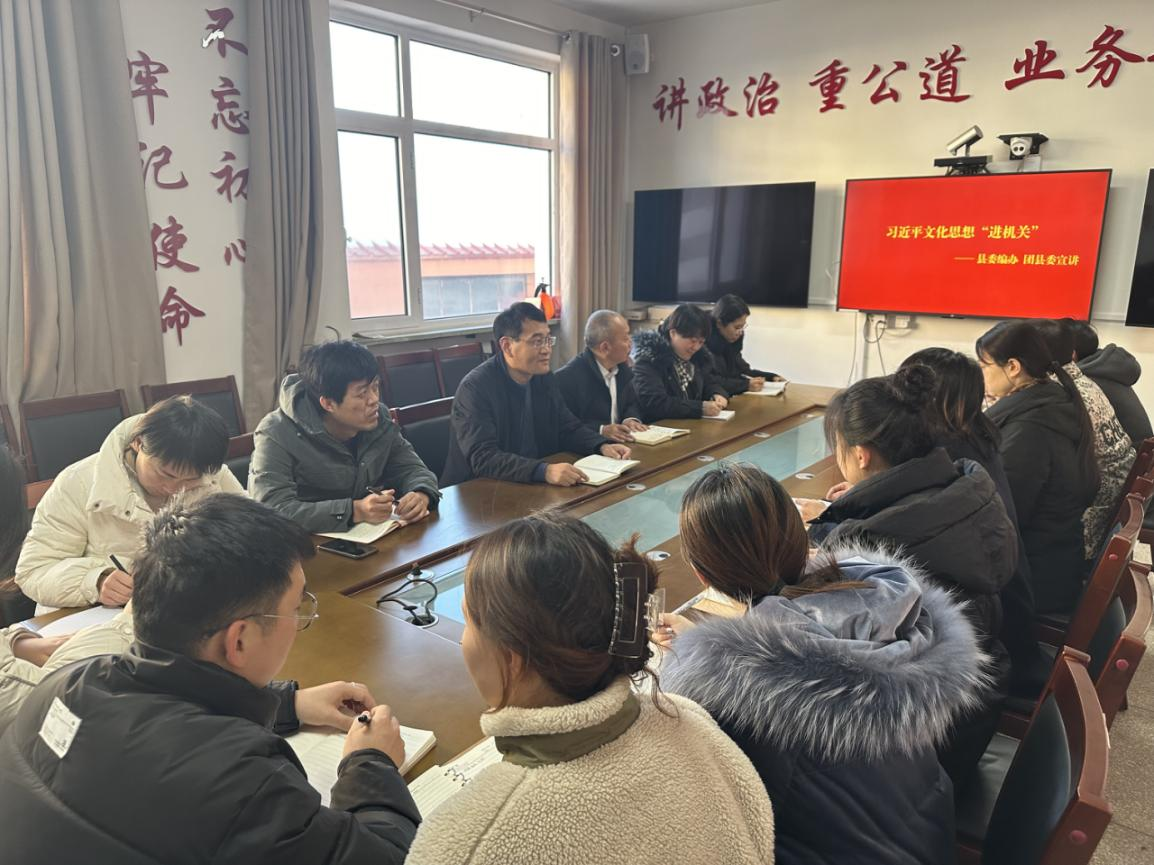 不忘初心
牢记使命
讲政治 重公道 业务
习近平文化思想“进机关”
——县委编办 团县委宣讲